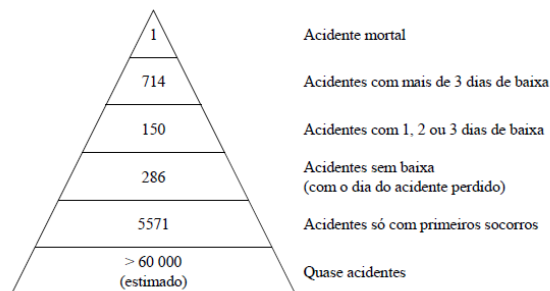 1 Acidente mortal
714 Acidentes com mais de 3 dias de baixa
150 Acidentes com 1, 2 ou 3 dias de baixa
286 Acidentes sem baixa
(com o dia do acidente perdido)
5571 Acidentes só com primeiros socorros
> 60 000
(estimado) Quase acidentes